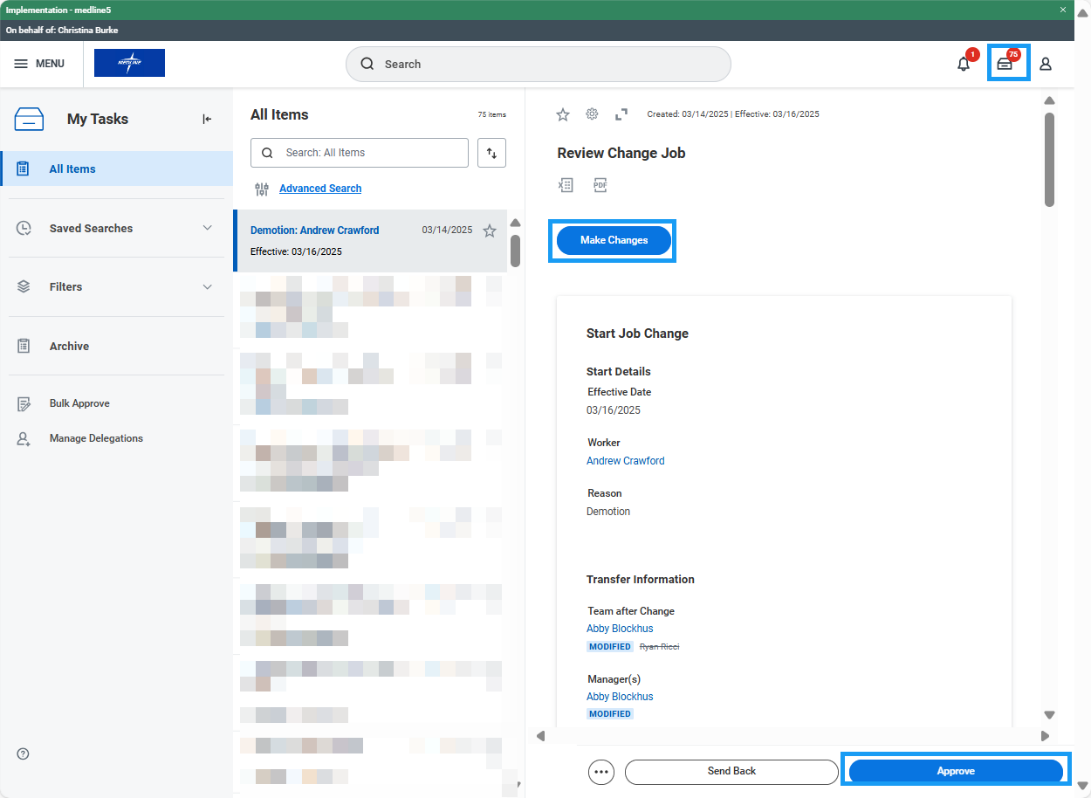 Implementation - medline5
On behalf of: Christina Burke
MENU
Search
1
75
My Tasks
All Items
Saved Searches
Filters
Archive
Bulk Approve
Manage Delegations
All Items
75 items
Search: All Items
Advanced Search
Demotion: Andrew Crawford 03/14/2025
Effective: 03/16/2025
Created: 03/14/2025 | Effective: 03/16/2025
Review Change Job
PDF
Make Changes
Start Job Change
Start Details
Effective Date
03/16/2025
Worker
Andrew Crawford
Reason
Demotion
Transfer Information
Team after Change
Abby Blockhus
MODIFIED Ryan Ricci
Manager(s)
Abby Blockhus
MODIFIED
Send Back
Approve